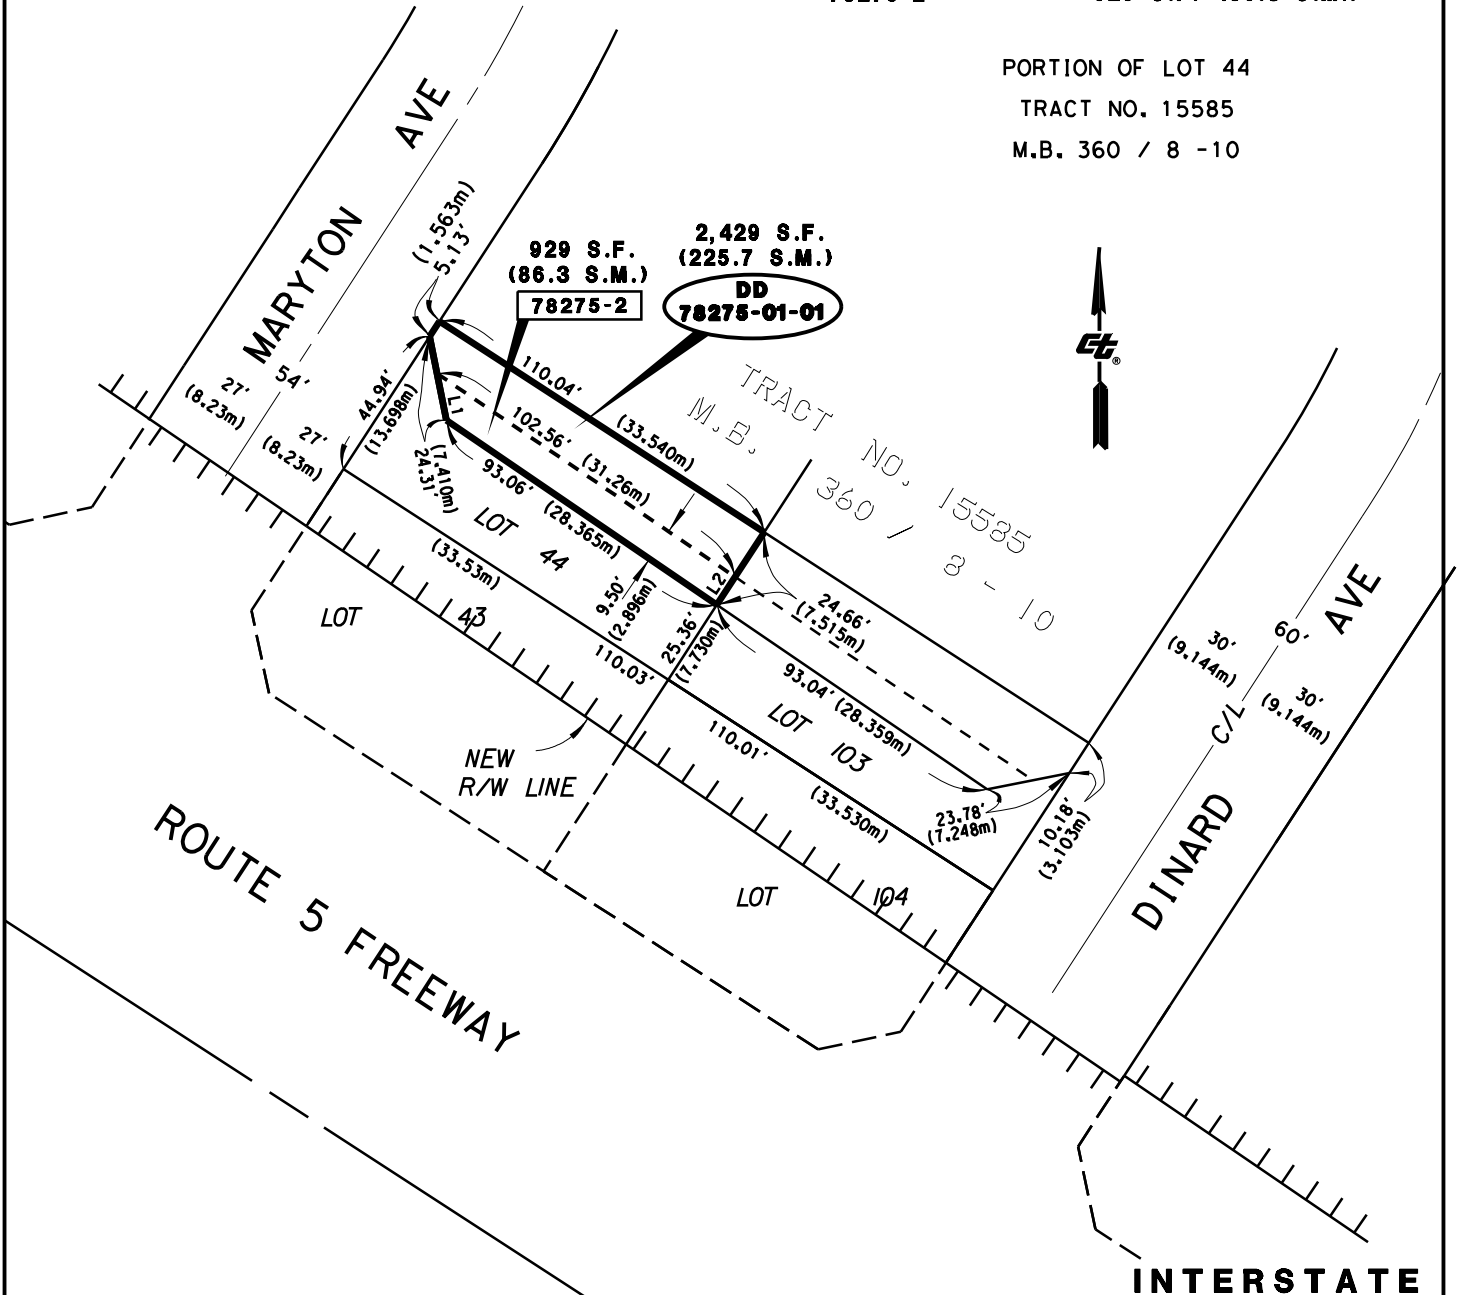 PORTION OF LOT 44
TRACT NO. 15585
M.B. 360 / 8 -10
MARYTON AVE
(1.563m)
5.13'
929 S.F.
(86.3 S.M.)
78275-2
2,429 S.F.
(225.7 S.M.)
DD
78275-01-01
Ct®
27'
(8.23m)
54'
27'
(8.23m)
44.94'
(13.698m)
L1
(7.410m)
24.31'
110.04'
(33.540m)
102.56' (31.26m)
93.06' (28.365m)
TRACT NO. 15585
M.B. 360 / 8 - 10
LOT 44
(33.53m)
110.03'
9.50'
(2.896m)
L2
25.36'
(7.730m)
24.66'
(7.515m)
LOT 43
93.04' (28.359m)
LOT 103
110.01'
(33.530m)
23.78'
(7.248m)
10.18'
(3.103m)
30'
(9.144m)
60'
30'
(9.144m)
C/L
DINARD AVE
NEW
R/W LINE
LOT 104
ROUTE 5 FREEWAY
INTERSTATE